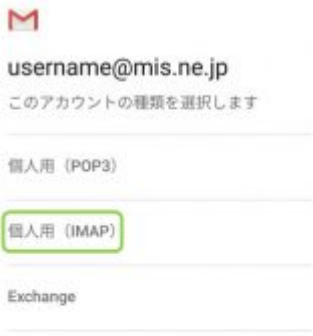 username@mis.ne.jp
このアカウントの種類を選択します
個人用（POP3）
個人用（IMAP）
Exchange